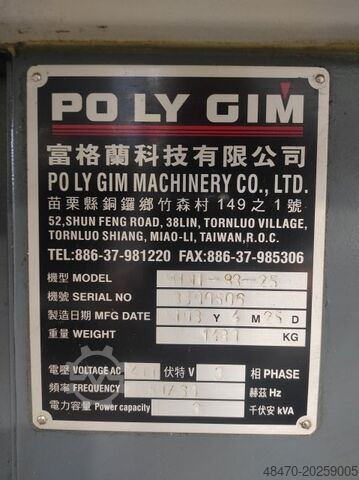 POLY GIM
富格蘭科技有限公司
POLY GIM MACHINERY CO., LTD.
苗栗縣銅鑼鄉竹森村149之1號
52,SHUN FENG ROAD, 38LIN, TORNLUO VILLAGE,
TORNLUO SHIANG, MIAO-LI, TAIWAN,R.O.C.
TEL:886-37-981220 FAX:886-37-985306
機型 MODEL
機號 SERIAL NO
製造日期 MFG DATE Y M D
重量 WEIGHT KG
電壓 VOLTAGE AC 伏特 V 相 PHASE
頻率 FREQUENCY 赫茲 Hz
電力容量 Power capacity 千伏安 kVA
48470-20259005